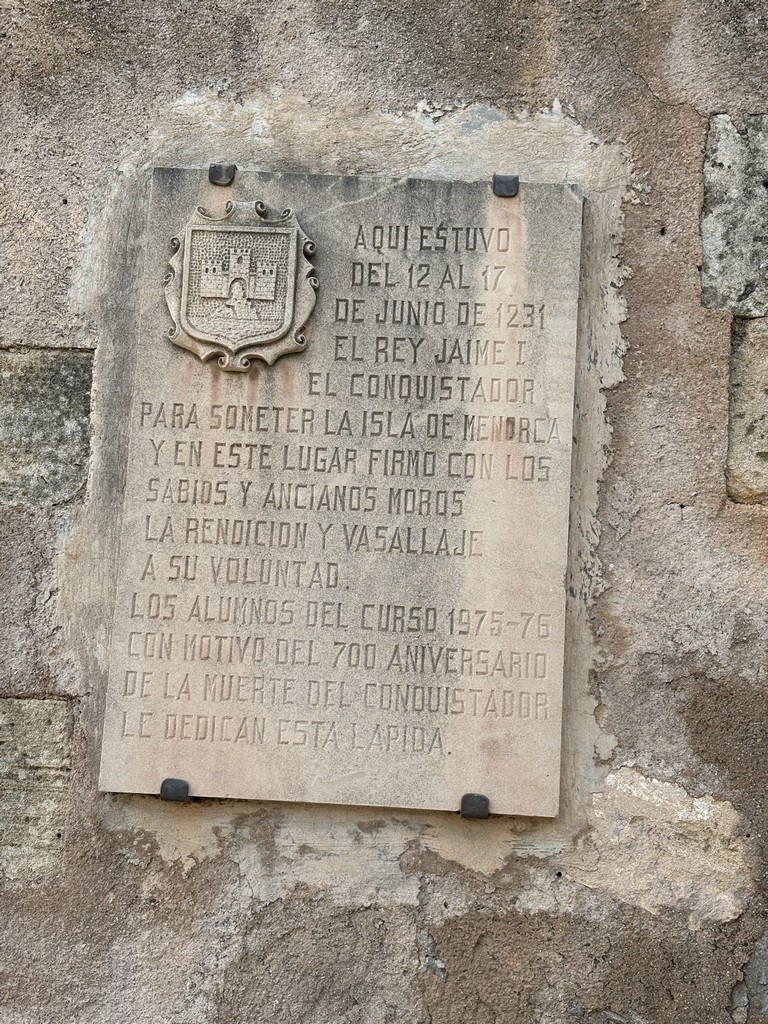 AQUI ESTUVO
DEL 12 AL 17
DE JUNIO DE 1231
EL REY JAIME I
EL CONQUISTADOR
PARA SOMETER LA ISLA DE MENORCA
Y EN ESTE LUGAR FIRMO CON LOS
SABIOS Y ANCIANOS MOROS
LA RENDICION Y VASALLAJE
A SU VOLUNTAD.
LOS ALUMNOS DEL CURSO 1975-76
CON MOTIVO DEL 700 ANIVERSARIO
DE LA MUERTE DEL CONQUISTADOR
LE DEDICAN ESTA LAPIDA.